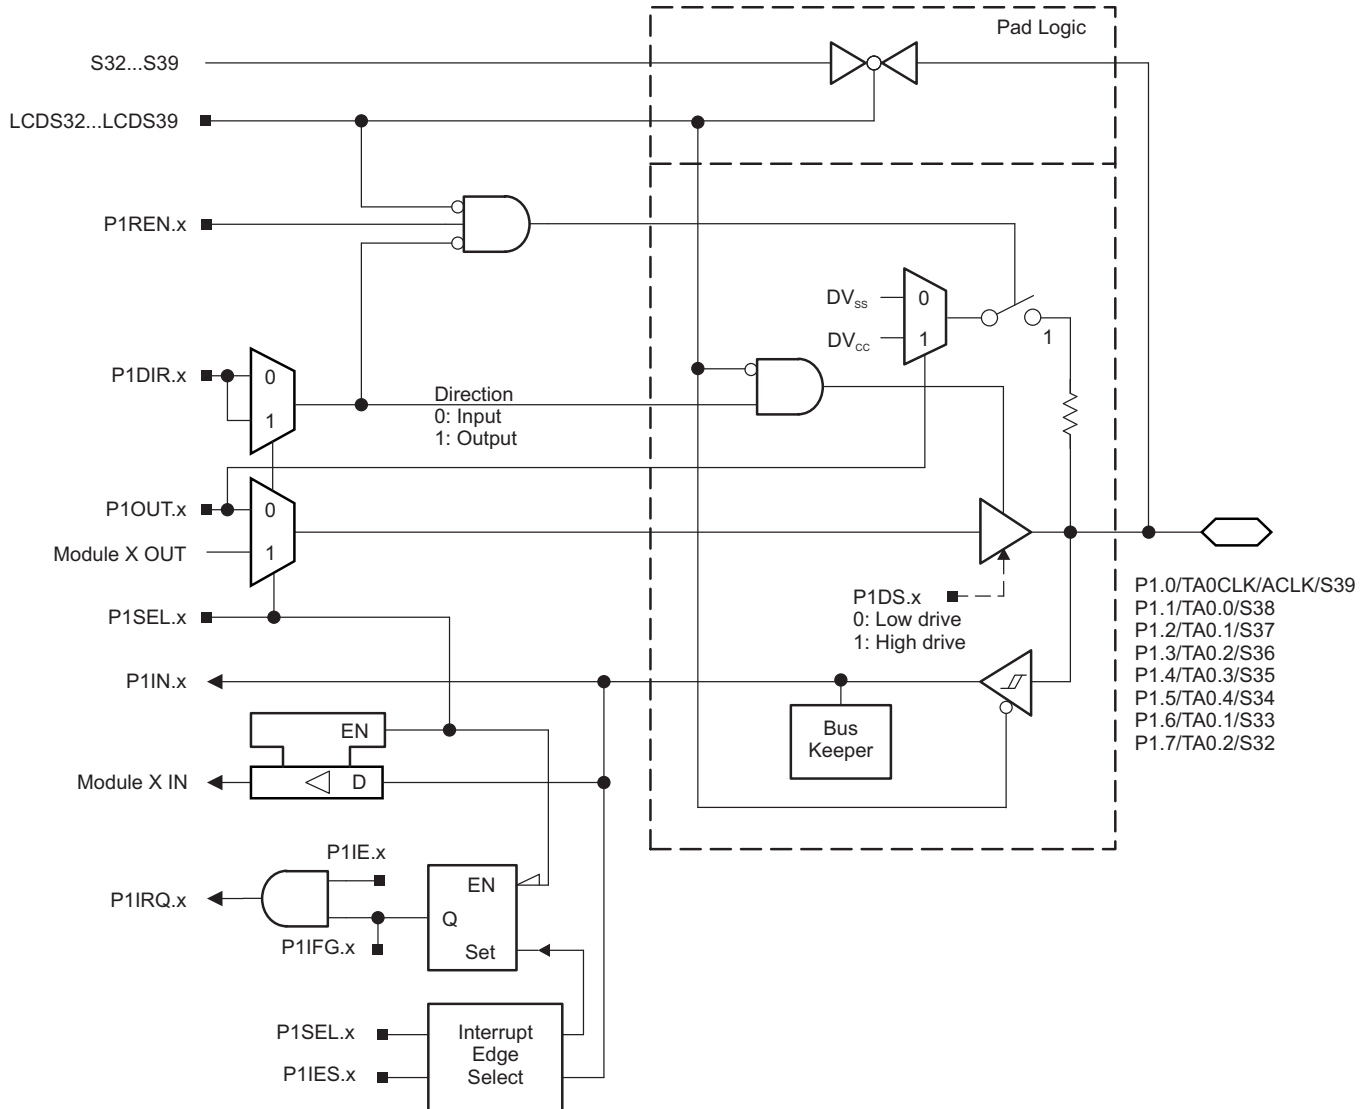 Pad Logic
S32...S39
LCDS32...LCDS39
P1REN.x
DVSS
0
DVCC
1
1
P1DIR.x
0
1
Direction
0: Input
1: Output
P1OUT.x
0
Module X OUT
1
P1DS.x
0: Low drive
1: High drive
P1.0/TA0CLK/ACLK/S39
P1.1/TA0.0/S38
P1.2/TA0.1/S37
P1.3/TA0.2/S36
P1.4/TA0.3/S35
P1.5/TA0.4/S34
P1.6/TA0.1/S33
P1.7/TA0.2/S32
P1SEL.x
P1IN.x
Bus
Keeper
EN
Module X IN
D
P1IE.x
EN
P1IRQ.x
Q
P1IFG.x
Set
P1SEL.x
P1IES.x
Interrupt
Edge
Select